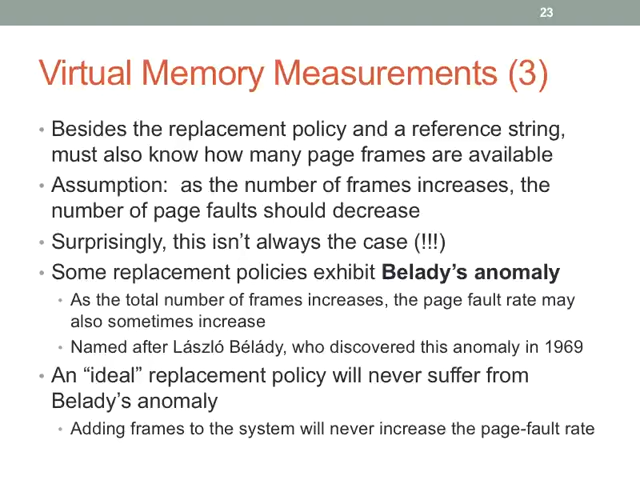 23
Virtual Memory Measurements (3)
• Besides the replacement policy and a reference string,
must also know how many page frames are available
• Assumption:  as the number of frames increases, the
number of page faults should decrease
• Surprisingly, this isn't always the case (!!!)
• Some replacement policies exhibit Belady's anomaly
• As the total number of frames increases, the page fault rate may
also sometimes increase
• Named after László Bélády, who discovered this anomaly in 1969
• An “ideal” replacement policy will never suffer from
Belady's anomaly
• Adding frames to the system will never increase the page-fault rate